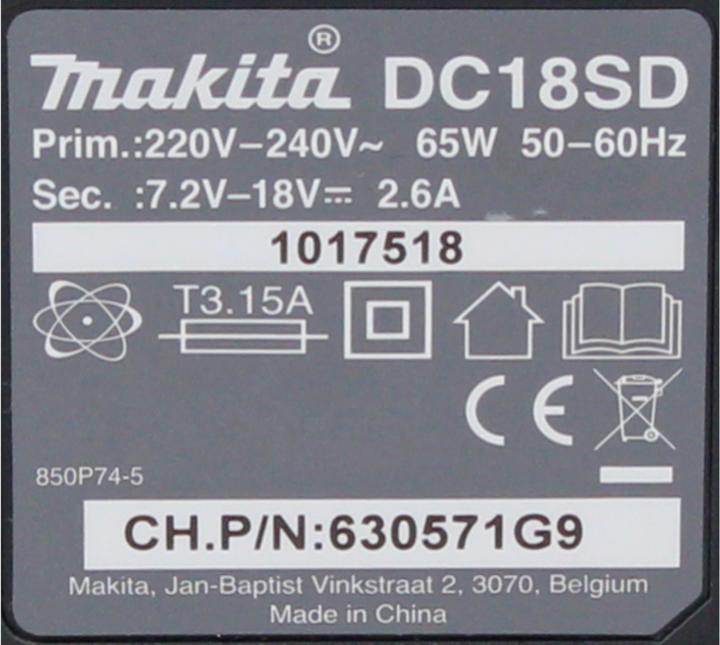 makita® DC18SD
Prim.:220V–240V~ 65W 50–60Hz
Sec. :7.2V–18V⎓ 2.6A
1017518
T3.15A
CE
850P74-5
CH.P/N:630571G9
Makita, Jan-Baptist Vinkstraat 2, 3070, Belgium
Made in China